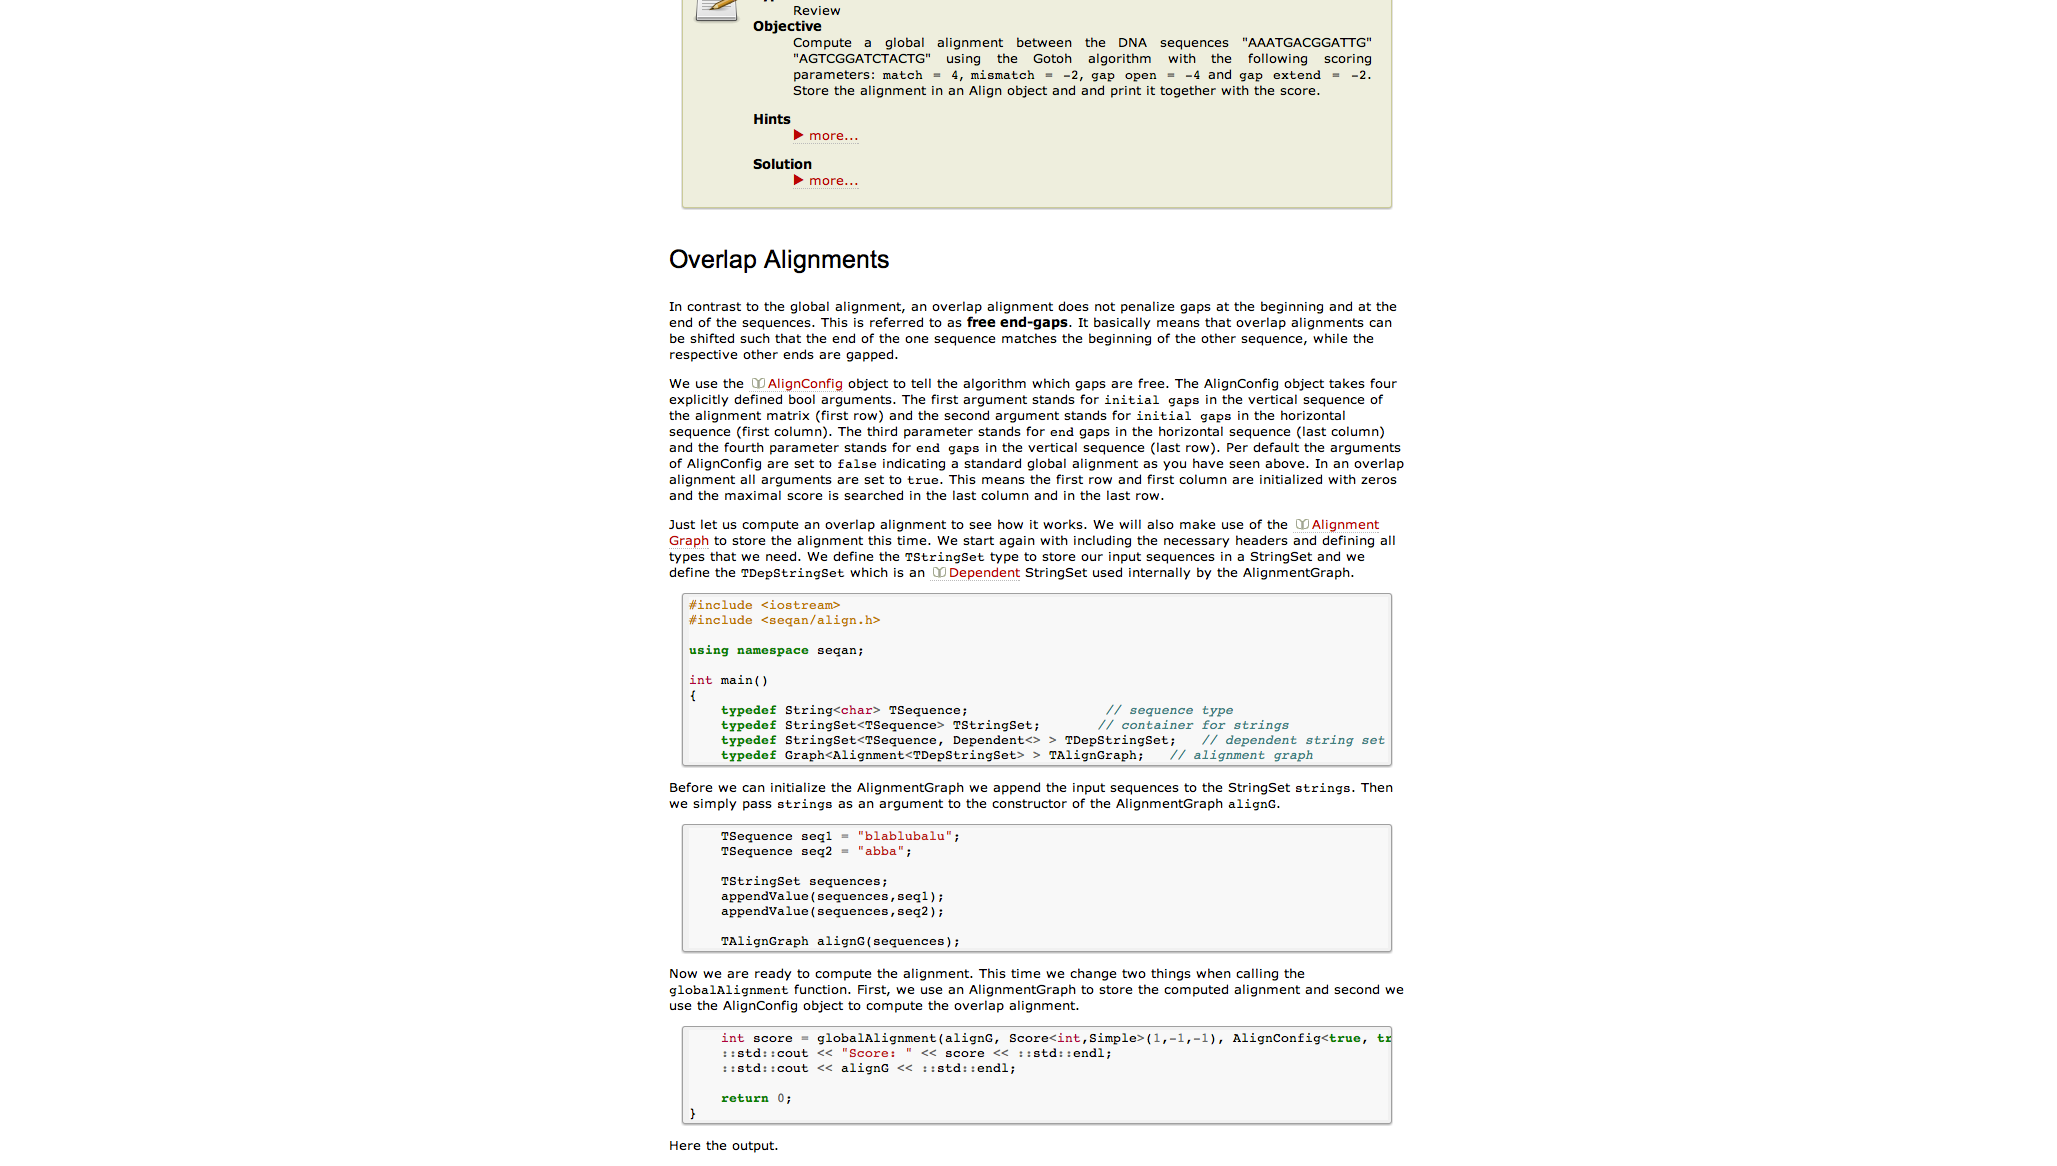 Review
Objective
Compute a global alignment between the DNA sequences "AAATGACGGATTG"
"AGTCGGATCTACTG" using the Gotoh algorithm with the following scoring
parameters: match = 4, mismatch = -2, gap open = -4 and gap extend = -2.
Store the alignment in an Align object and and print it together with the score.
Hints
more...
Solution
more...
Overlap Alignments
In contrast to the global alignment, an overlap alignment does not penalize gaps at the beginning and at the
end of the sequences. This is referred to as free end-gaps. It basically means that overlap alignments can
be shifted such that the end of the one sequence matches the beginning of the other sequence, while the
respective other ends are gapped.
We use the AlignConfig object to tell the algorithm which gaps are free. The AlignConfig object takes four
explicitly defined bool arguments. The first argument stands for initial gaps in the vertical sequence of
the alignment matrix (first row) and the second argument stands for initial gaps in the horizontal
sequence (first column). The third parameter stands for end gaps in the horizontal sequence (last column)
and the fourth parameter stands for end gaps in the vertical sequence (last row). Per default the arguments
of AlignConfig are set to false indicating a standard global alignment as you have seen above. In an overlap
alignment all arguments are set to true. This means the first row and first column are initialized with zeros
and the maximal score is searched in the last column and in the last row.
Just let us compute an overlap alignment to see how it works. We will also make use of the Alignment
Graph to store the alignment this time. We start again with including the necessary headers and defining all
types that we need. We define the TStringSet type to store our input sequences in a StringSet and we
define the TDepStringSet which is an Dependent StringSet used internally by the AlignmentGraph.
#include <iostream>
#include <seqan/align.h>
using namespace seqan;
int main()
{
typedef String<char> TSequence; // sequence type
typedef StringSet<TSequence> TStringSet; // container for strings
typedef StringSet<TSequence, Dependent<> > TDepStringSet; // dependent string set
typedef Graph<Alignment<TDepStringSet> > TAlignGraph; // alignment graph
Before we can initialize the AlignmentGraph we append the input sequences to the StringSet strings. Then
we simply pass strings as an argument to the constructor of the AlignmentGraph alignG.
TSequence seq1 = "blablubalu";
TSequence seq2 = "abba";
TStringSet sequences;
appendValue(sequences,seq1);
appendValue(sequences,seq2);
TAlignGraph alignG(sequences);
Now we are ready to compute the alignment. This time we change two things when calling the
globalAlignment function. First, we use an AlignmentGraph to store the computed alignment and second we
use the AlignConfig object to compute the overlap alignment.
int score = globalAlignment(alignG, Score<int,Simple>(1,-1,-1), AlignConfig<true, tr
::std::cout << "Score: " << score << ::std::endl;
::std::cout << alignG << ::std::endl;
return 0;
}
Here the output.